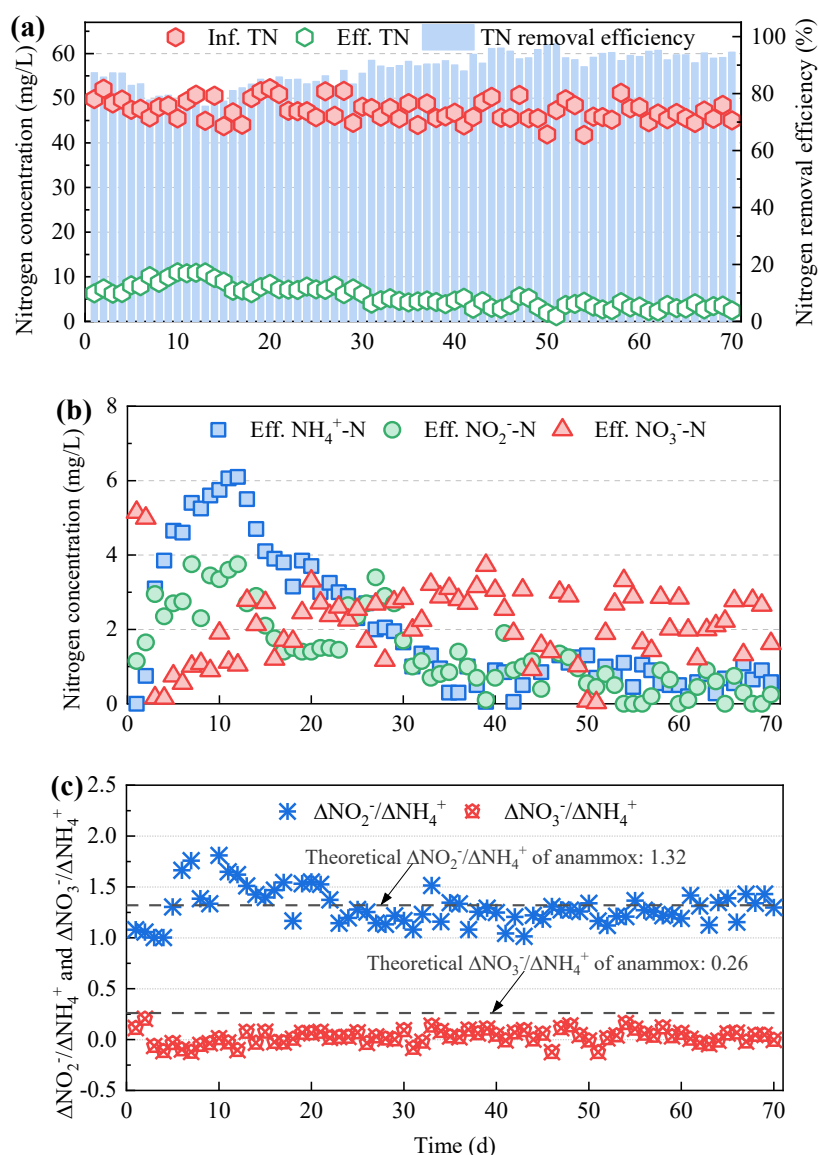 (a)
Inf. TN
Eff. TN
TN removal efficiency
Nitrogen concentration (mg/L)
Nitrogen removal efficiency (%)
60
50
40
30
20
10
0
100
80
60
40
20
0
0 10 20 30 40 50 60 70
(b)
Eff. NH₄⁺-N
Eff. NO₂⁻-N
Eff. NO₃⁻-N
Nitrogen concentration (mg/L)
8
6
4
2
0
0 10 20 30 40 50 60 70
(c)
ΔNO₂⁻/ΔNH₄⁺
ΔNO₃⁻/ΔNH₄⁺
ΔNO₂⁻/ΔNH₄⁺ and ΔNO₃⁻/ΔNH₄⁺
2.5
2.0
1.5
1.0
0.5
0.0
-0.5
Theoretical ΔNO₂⁻/ΔNH₄⁺ of anammox: 1.32
Theoretical ΔNO₃⁻/ΔNH₄⁺ of anammox: 0.26
0 10 20 30 40 50 60 70
Time (d)